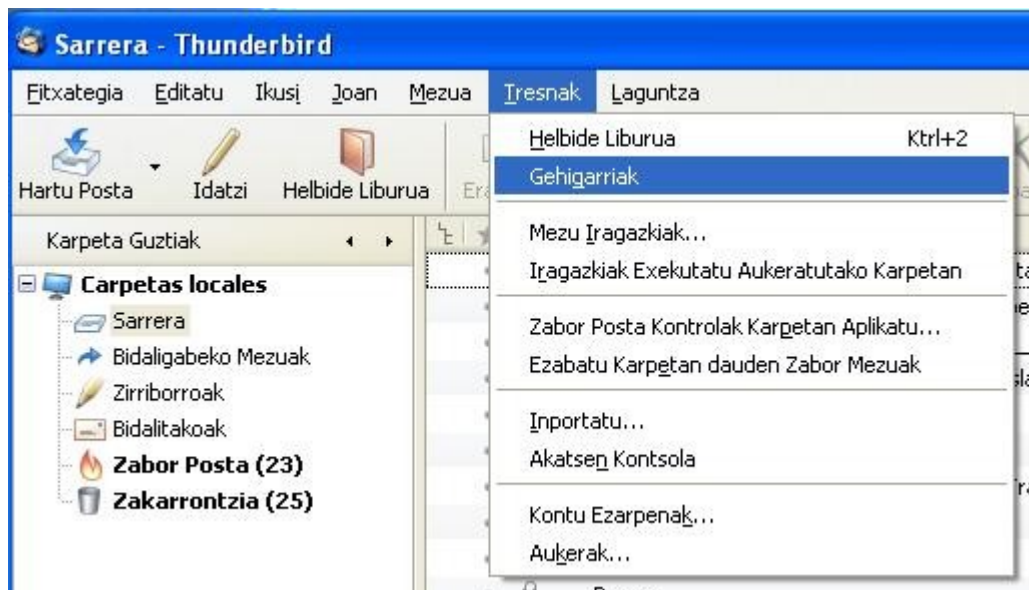 Sarrera - Thunderbird
Fitxategia Editatu Ikusi Joan Mezua Tresnak Laguntza
Hartu Posta Idatzi Helbide Liburua
Helbide Liburua Ktrl+2
Gehigarriak
Mezu Iragazkiak...
Iragazkiak Exekutatu Aukeratutako Karpetan
Zabor Posta Kontrolak Karpetan Aplikatu...
Ezabatu Karpetan dauden Zabor Mezuak
Inportatu...
Akatsen Kontsola
Kontu Ezarpenak...
Aukerak...
Karpeta Guztiak
Carpetas locales
Sarrera
Bidaligabeko Mezuak
Zirriborroak
Bidalitakoak
Zabor Posta (23)
Zakarrontzia (25)